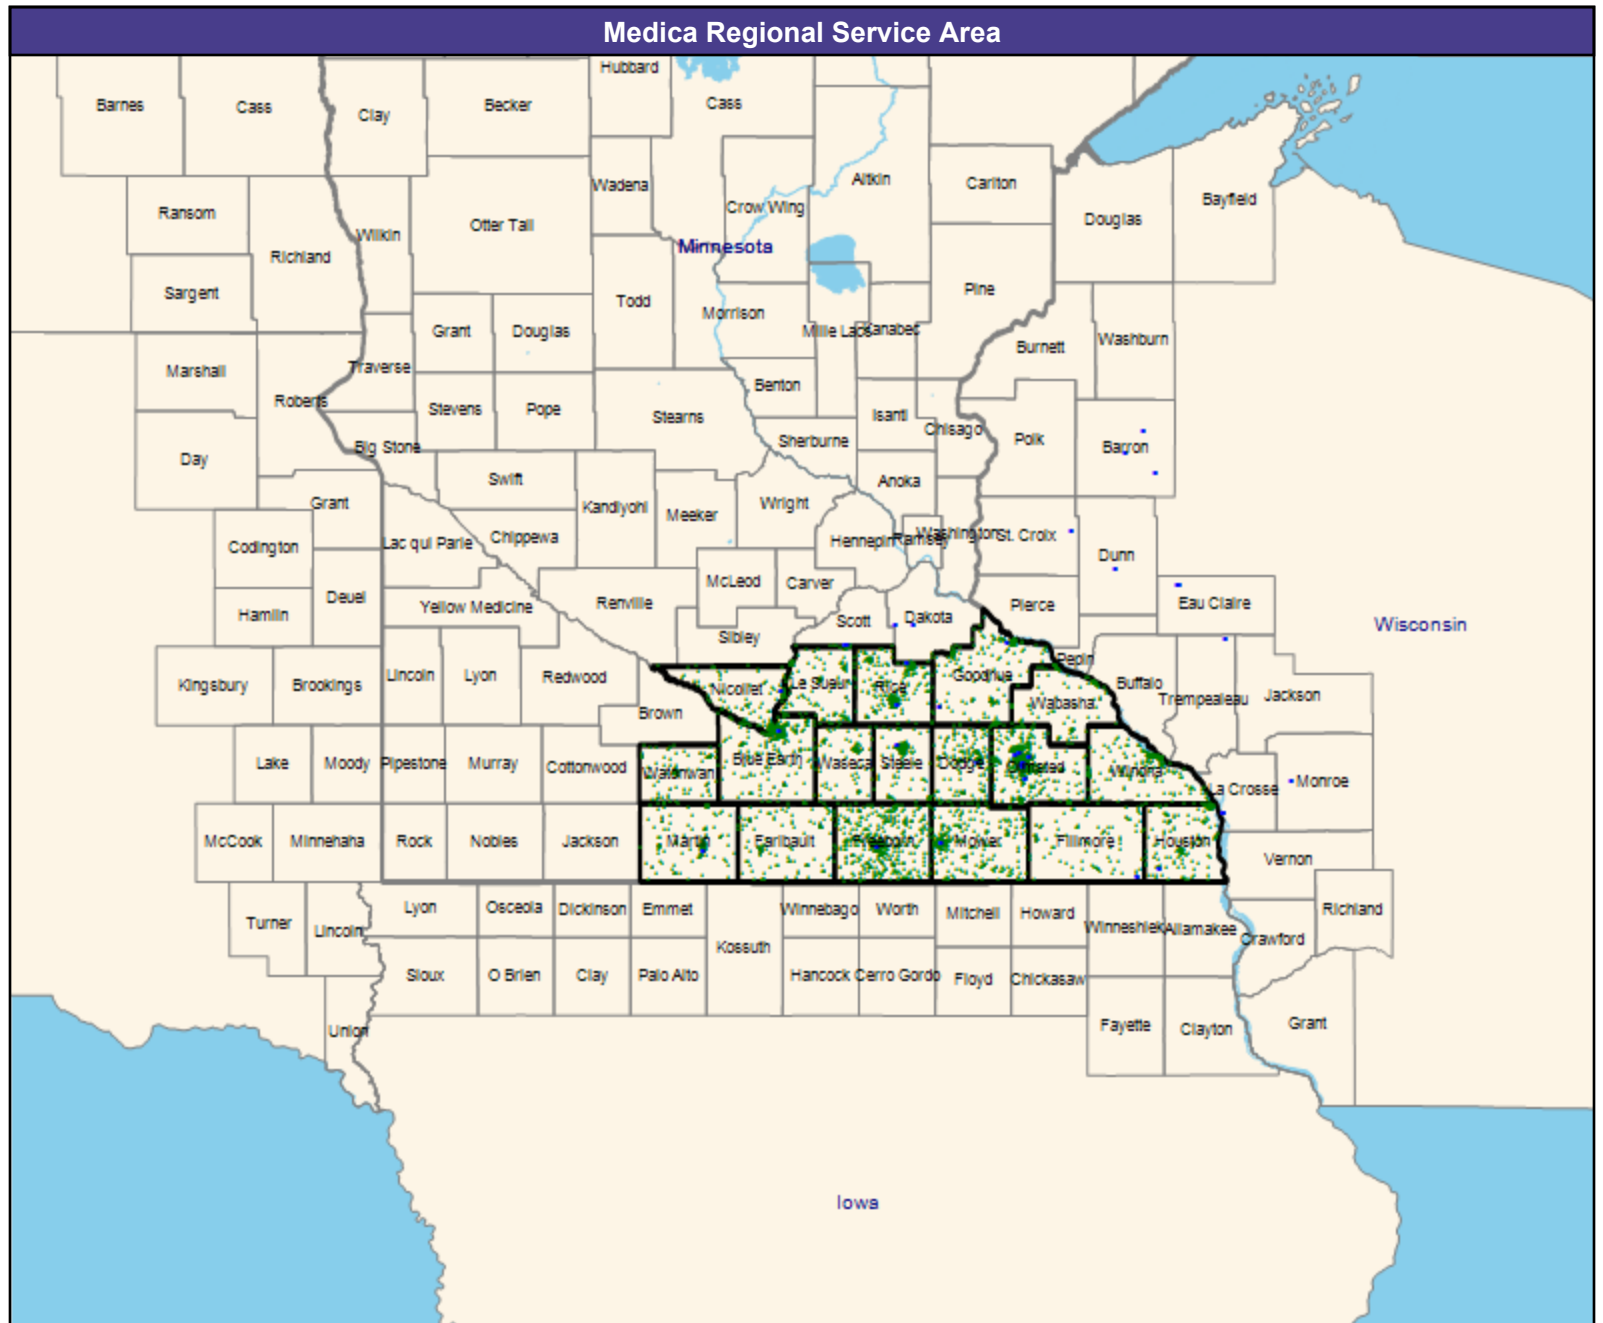 Medica Regional Service Area
Hubbard
Barnes
Cass
Clay
Becker
Cass
Wadena
Aitkin
Carlton
Ransom
Crow Wing
Bayfield
Douglas
Otter Tail
Wilkin
Minnesota
Richland
Sargent
Pine
Todd
Morrison
Grant
Douglas
Mille Lacs
Kanabec
Burnett
Washburn
Marshall
Traverse
Benton
Roberts
Stevens
Pope
Stearns
Isanti
Chisago
Polk
Barron
Big Stone
Sherburne
Day
Swift
Anoka
Grant
Kandiyohi
Meeker
Wright
Codington
Lac qui Parle
Chippewa
Hennepin
Ramsey
Washington
St. Croix
Dunn
McLeod
Carver
Deuel
Hamlin
Yellow Medicine
Renville
Scott
Dakota
Pierce
Eau Claire
Sibley
Wisconsin
Pepin
Kingsbury
Brookings
Lincoln
Lyon
Redwood
Nicollet
Le Sueur
Rice
Goodhue
Buffalo
Trempealeau
Jackson
Brown
Wabasha
Lake
Moody
Pipestone
Murray
Cottonwood
Watonwan
Blue Earth
Waseca
Steele
Dodge
Olmsted
Winona
La Crosse
Monroe
McCook
Minnehaha
Rock
Nobles
Jackson
Martin
Faribault
Freeborn
Mower
Fillmore
Houston
Vernon
Turner
Lincoln
Lyon
Osceola
Dickinson
Emmet
Winnebago
Worth
Mitchell
Howard
Winneshiek
Allamakee
Crawford
Richland
Kossuth
Sioux
O Brien
Clay
Palo Alto
Hancock
Cerro Gordo
Floyd
Chickasaw
Union
Fayette
Clayton
Grant
Iowa